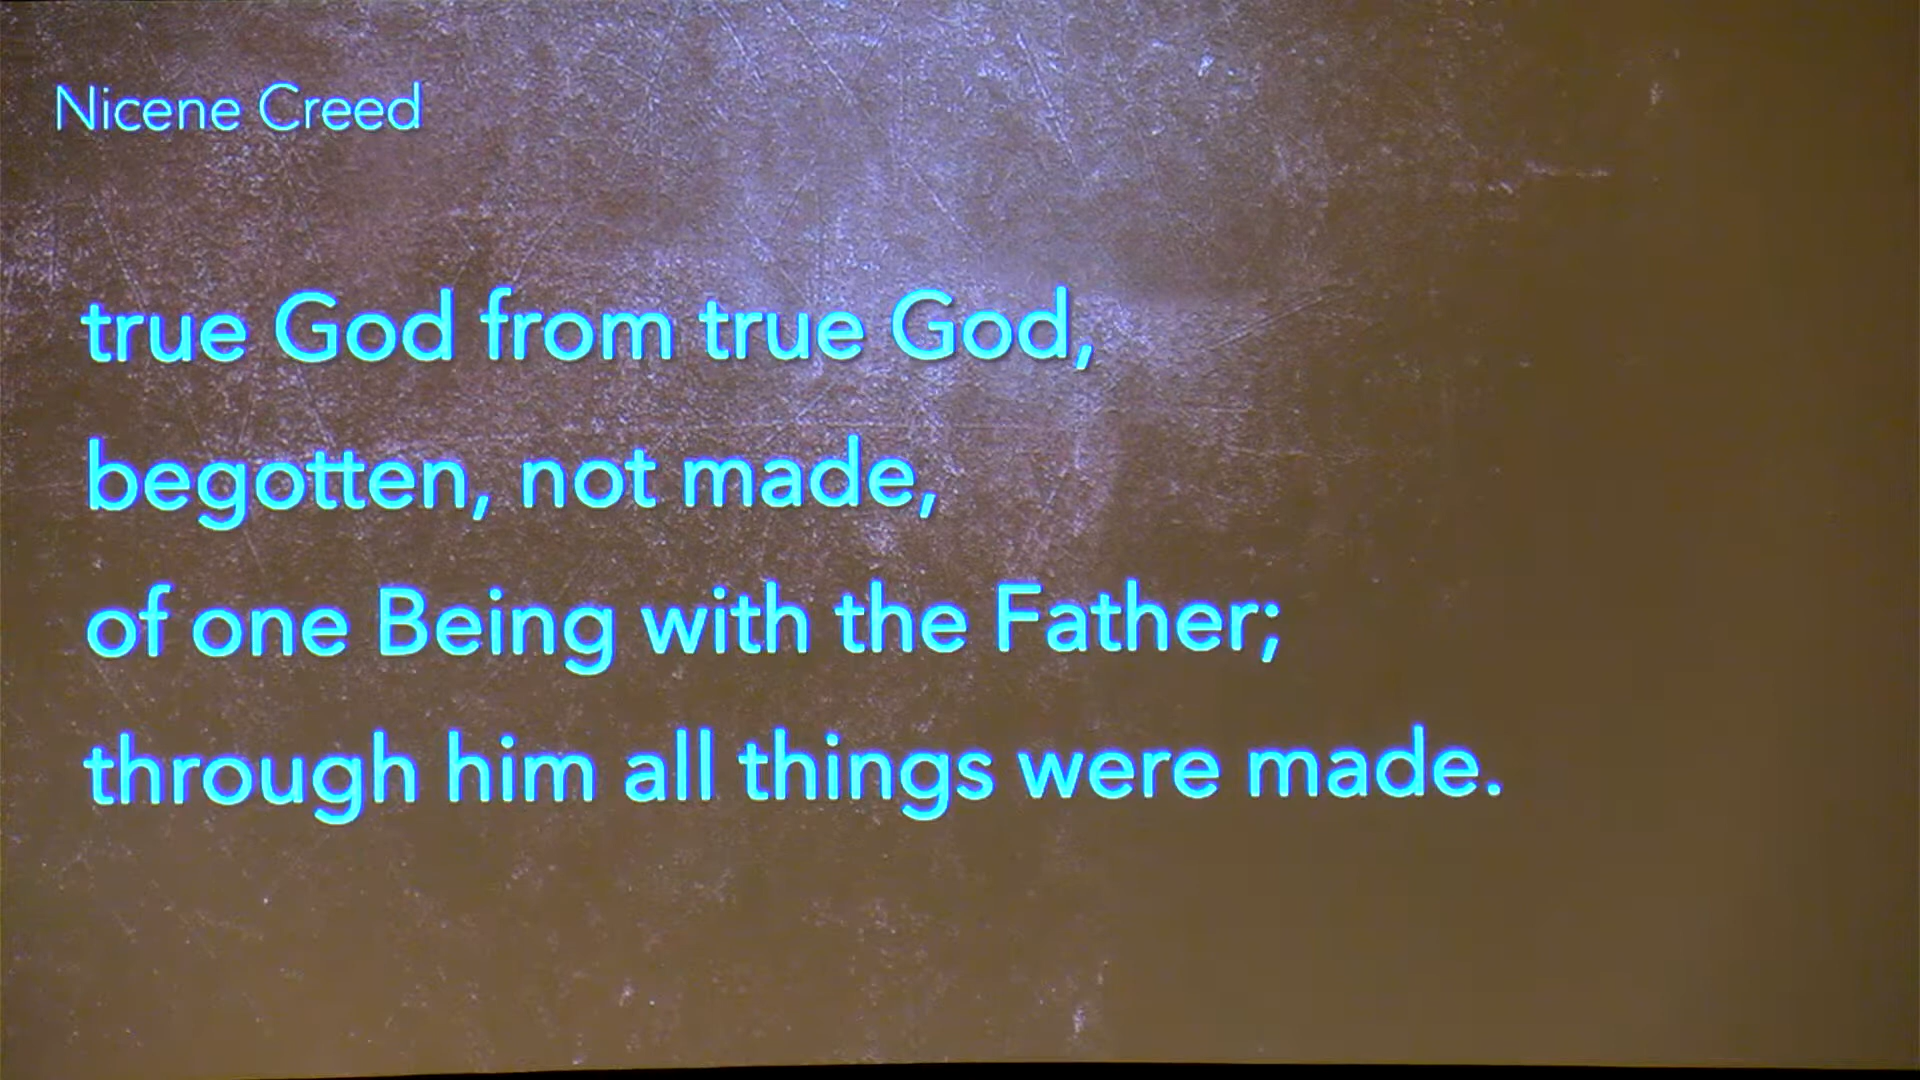 Nicene Creed
true God from true God,
begotten, not made,
of one Being with the Father;
through him all things were made.